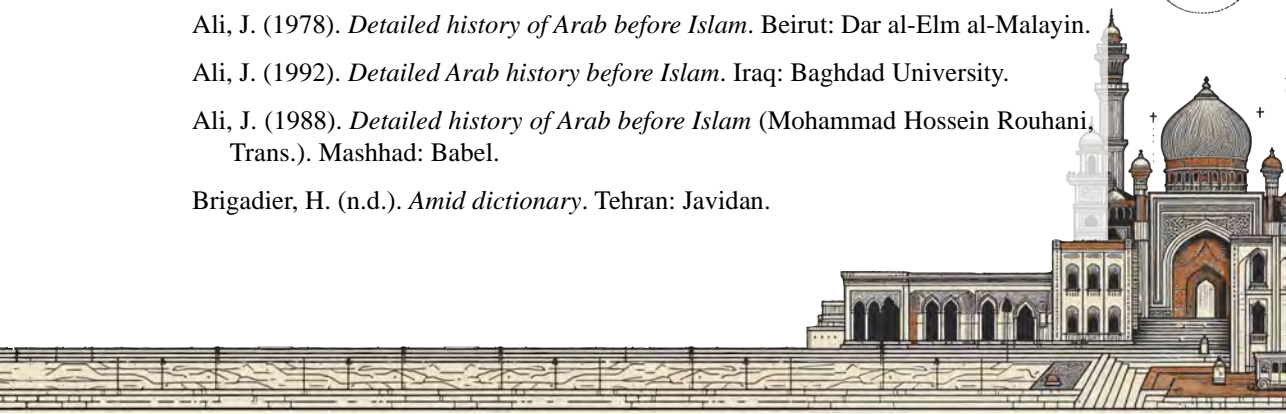 Ali, J. (1978). Detailed history of Arab before Islam. Beirut: Dar al-Elm al-Malayin.
Ali, J. (1992). Detailed Arab history before Islam. Iraq: Baghdad University.
Ali, J. (1988). Detailed history of Arab before Islam (Mohammad Hossein Rouhani,
Trans.). Mashhad: Babel.
Brigadier, H. (n.d.). Amid dictionary. Tehran: Javidan.